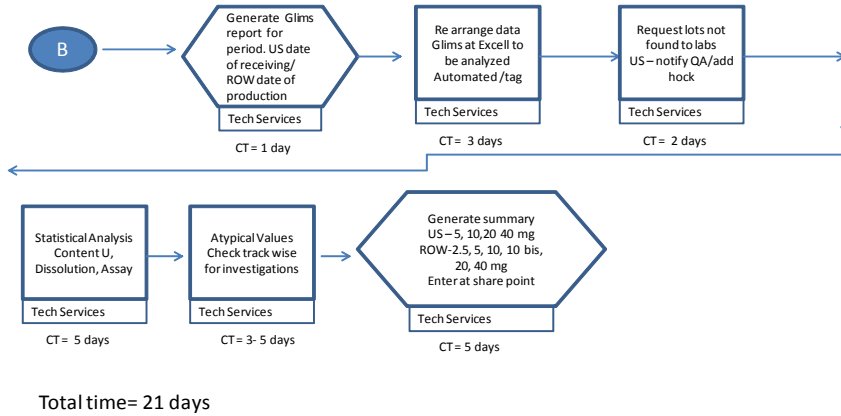 B
Generate Glims
report for
period. US date
of receiving/
ROW date of
production
Tech Services
CT = 1 day
Re arrange data
Glims at Excell to
be analyzed
Automated /tag
Tech Services
CT = 3 days
Request lots not
found to labs
US – notify QA/add
hock
Tech Services
CT = 2 days
Statistical Analysis
Content U,
Dissolution, Assay
Tech Services
CT = 5 days
Atypical Values
Check track wise
for investigations
Tech Services
CT = 3- 5 days
Generate summary
US – 5, 10,20 40 mg
ROW-2.5, 5, 10, 10 bis,
20, 40 mg
Enter at share point
Tech Services
CT = 5 days
Total time= 21 days